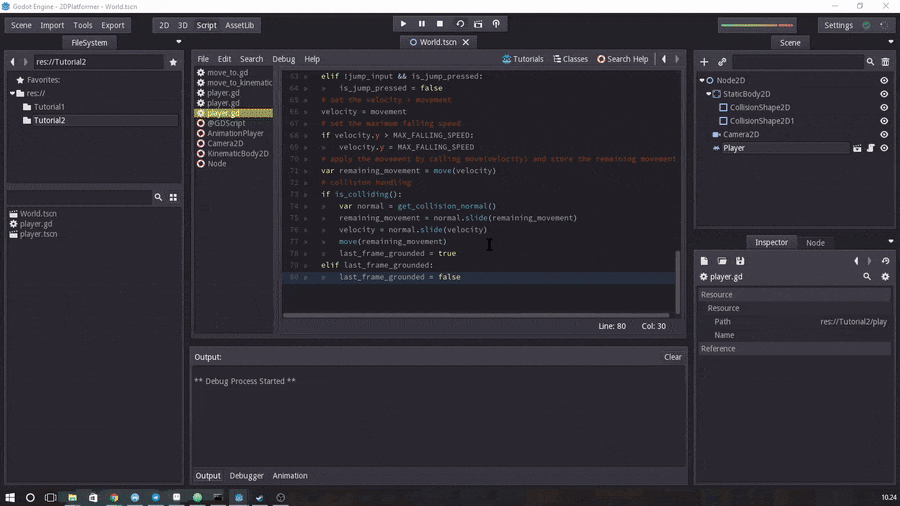 Godot Engine - 2DPlatformer - World.tscn
Scene Import Tools Export 2D 3D Script AssetLib Settings
FileSystem World.tscn Scene
res://Tutorial2
Favorites:
res://
Tutorial1
Tutorial2
World.tscn
player.gd
player.tscn
File Edit Search Debug Help Tutorials Classes Search Help
move_to.gd
move_to_kinematic
player.gd
player.gd
player.gd
@GDScript
AnimationPlayer
Camera2D
KinematicBody2D
Node
63 elif !jump_input && is_jump_pressed:
64 is_jump_pressed = false
65 # set the velocity + movement
66 velocity = movement
67 # set the maximum falling speed
68 if velocity.y > MAX_FALLING_SPEED:
69 velocity.y = MAX_FALLING_SPEED
70 # apply the movement by calling move(velocity) and store the remaining movement
71 var remaining_movement = move(velocity)
72 # collision handling
73 if is_colliding():
74 var normal = get_collision_normal()
75 remaining_movement = normal.slide(remaining_movement)
76 velocity = normal.slide(velocity)
77 move(remaining_movement)
78 last_frame_grounded = true
79 elif last_frame_grounded:
80 last_frame_grounded = false
Line: 80 Col: 30
Output: Clear
** Debug Process Started **
Output Debugger Animation
Node2D
StaticBody2D
CollisionShape2D
CollisionShape2D1
Camera2D
Player
Inspector Node
player.gd
Resource
Resource
Path res://Tutorial2/play
Name
Reference
10.24